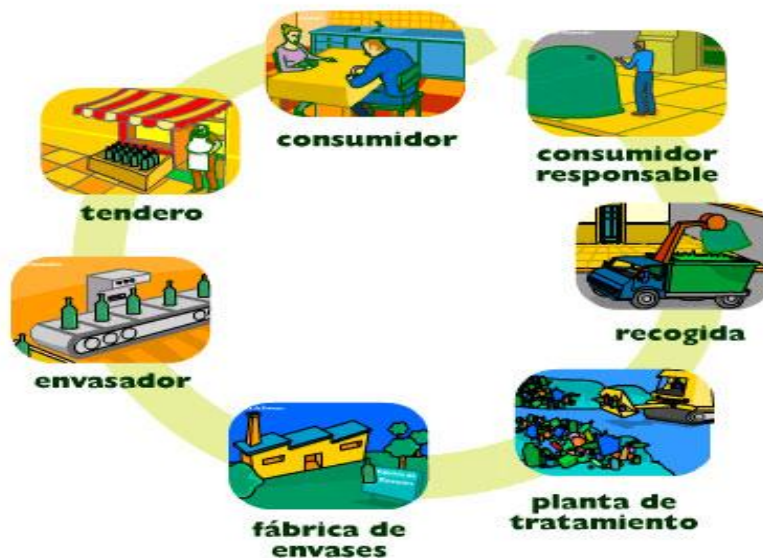 consumidor
consumidor
responsable
recogida
planta de
tratamiento
fábrica de
envases
envasador
tendero